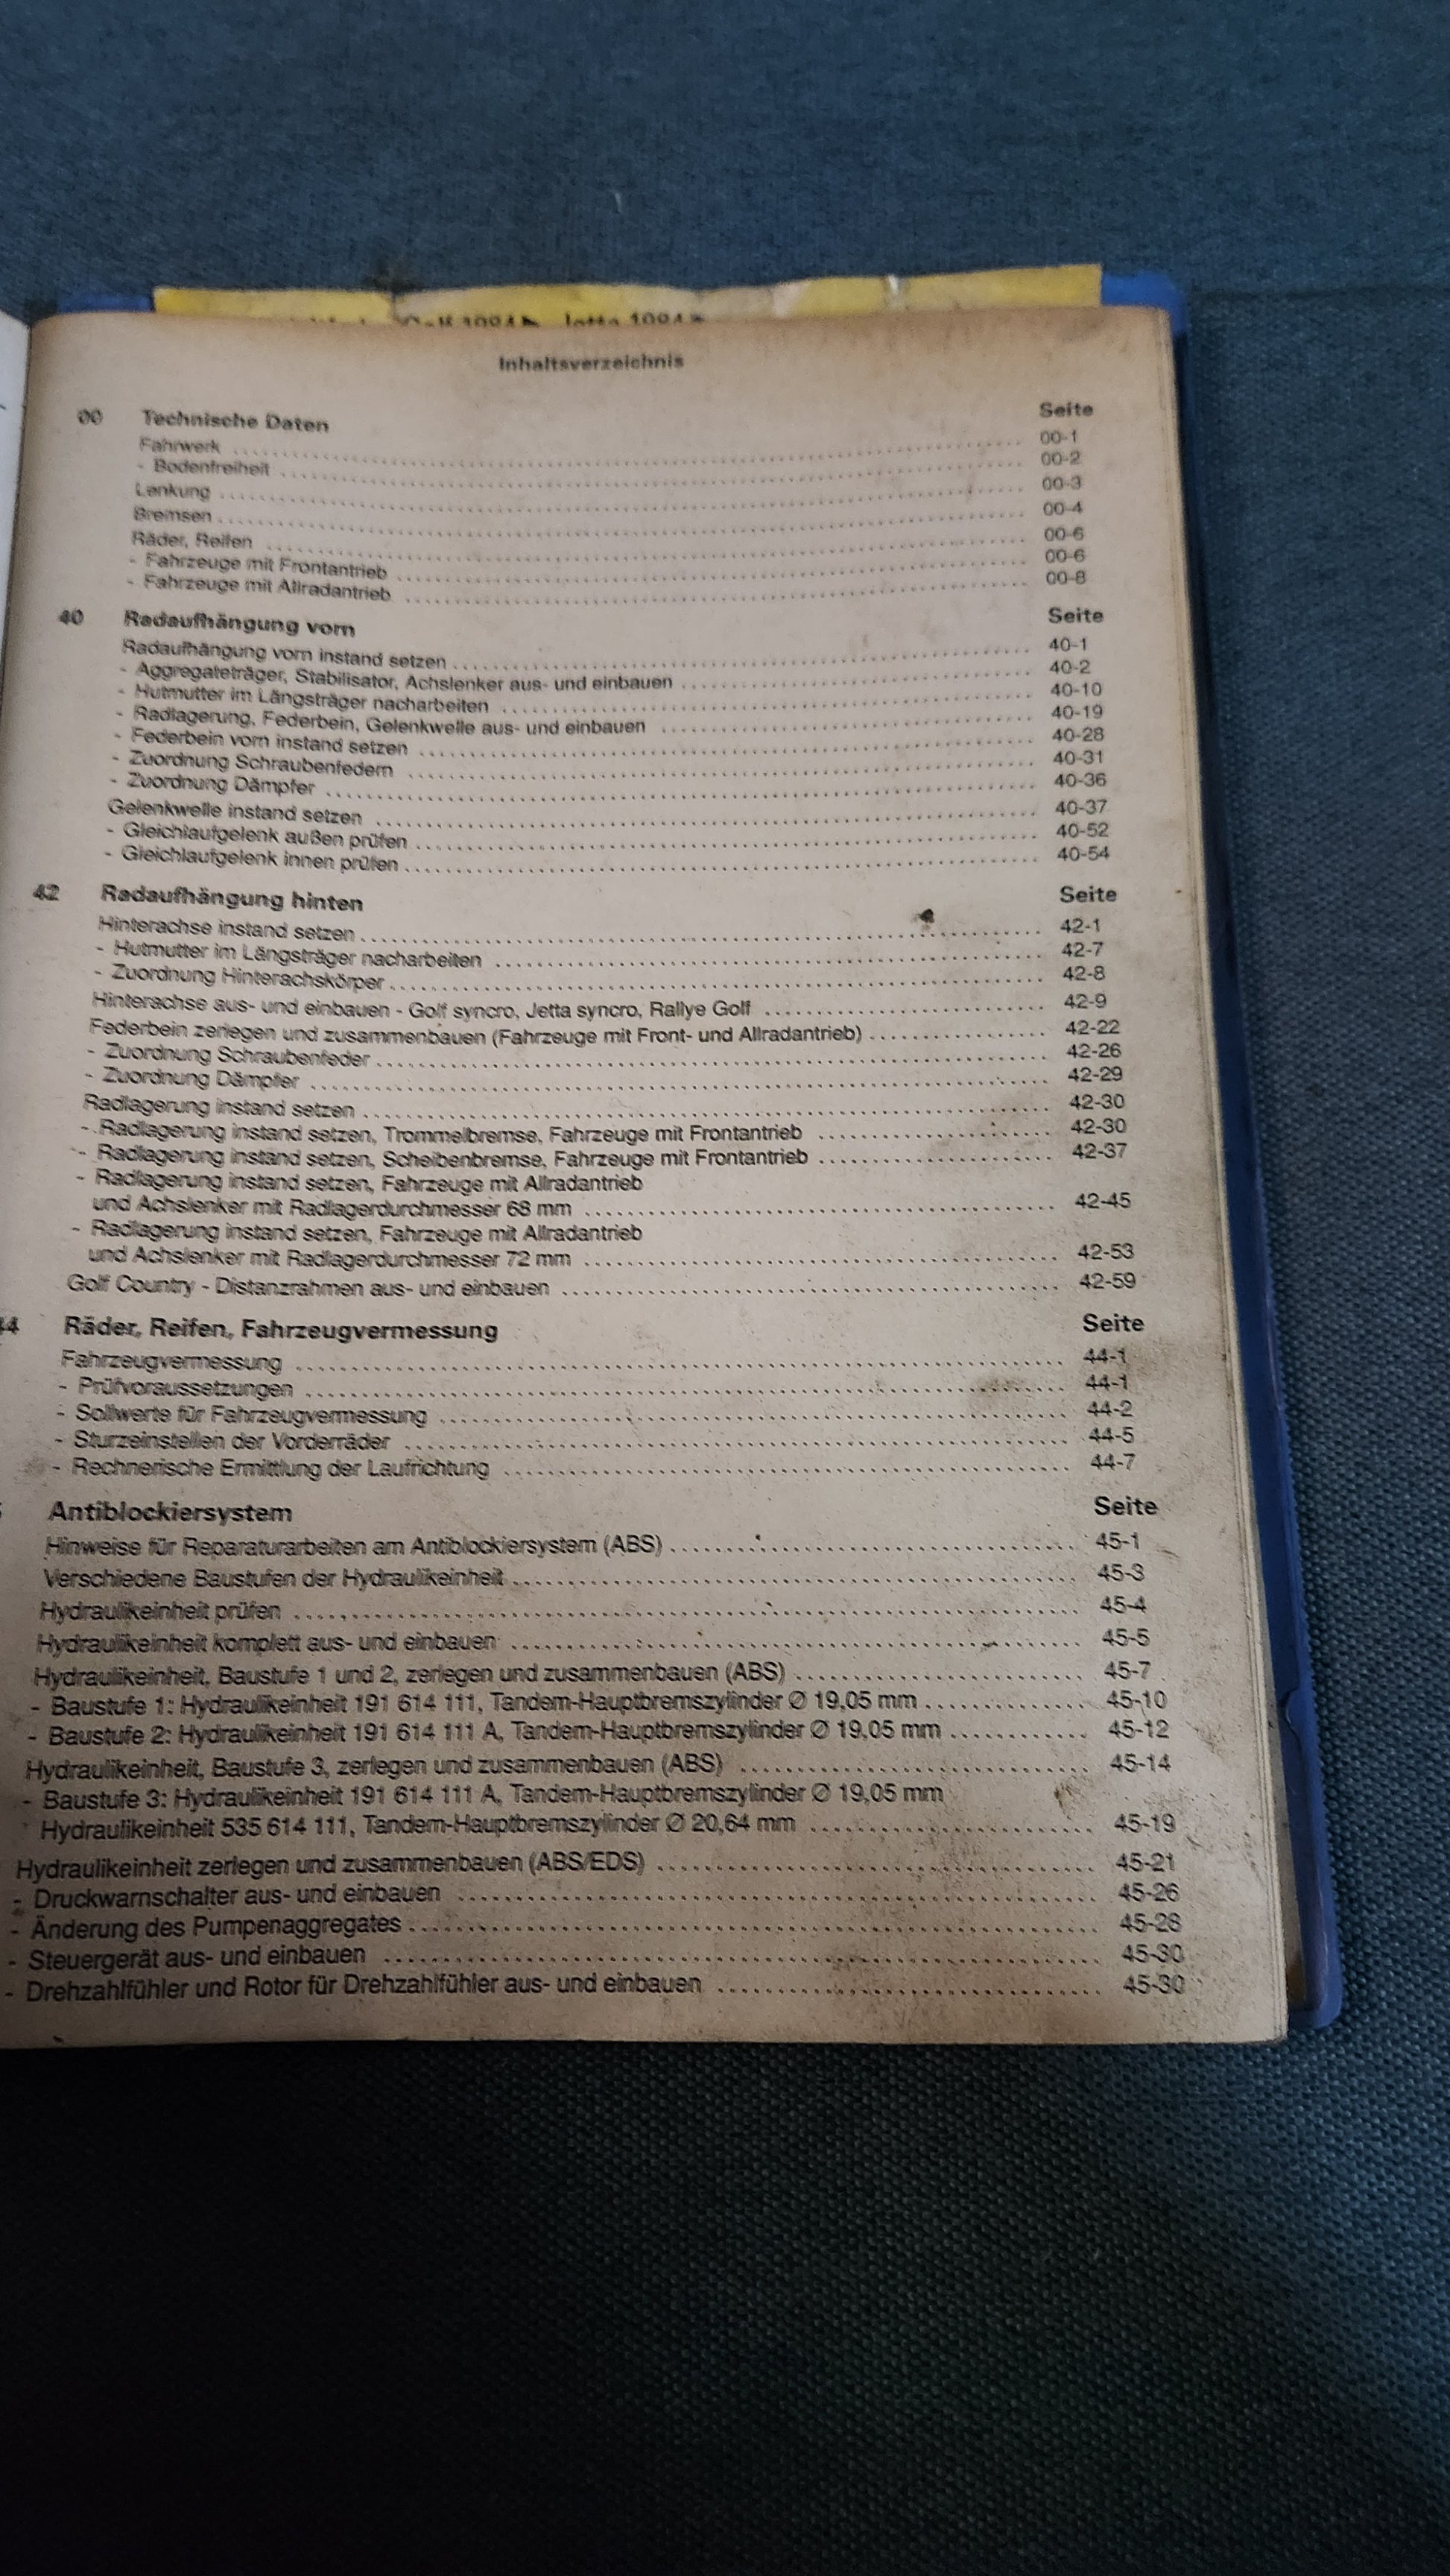 Golf 1984 ▶ Jetta 1984 ▶
Inhaltsverzeichnis
00 Technische Daten Seite
Fahrwerk 00-1
- Bodenfreiheit 00-2
Lenkung 00-3
Bremsen 00-4
Räder, Reifen 00-6
- Fahrzeuge mit Frontantrieb 00-6
- Fahrzeuge mit Allradantrieb 00-8
40 Radaufhängung vorn Seite
Radaufhängung vorn instand setzen 40-1
- Aggregateträger, Stabilisator, Achslenker aus- und einbauen 40-2
- Hutmutter im Längsträger nacharbeiten 40-10
- Radlagerung, Federbein, Gelenkwelle aus- und einbauen 40-19
- Federbein vorn instand setzen 40-28
- Zuordnung Schraubenfedern 40-31
- Zuordnung Dämpfer 40-36
Gelenkwelle instand setzen 40-37
- Gleichlaufgelenk außen prüfen 40-52
- Gleichlaufgelenk innen prüfen 40-54
42 Radaufhängung hinten Seite
Hinterachse instand setzen 42-1
- Hutmutter im Längsträger nacharbeiten 42-7
- Zuordnung Hinterachskörper 42-8
Hinterachse aus- und einbauen - Golf syncro, Jetta syncro, Rallye Golf 42-9
Federbein zerlegen und zusammenbauen (Fahrzeuge mit Front- und Allradantrieb) 42-22
- Zuordnung Schraubenfeder 42-26
- Zuordnung Dämpfer 42-29
Radlagerung instand setzen 42-30
- Radlagerung instand setzen, Trommelbremse, Fahrzeuge mit Frontantrieb 42-30
- Radlagerung instand setzen, Scheibenbremse, Fahrzeuge mit Frontantrieb 42-37
- Radlagerung instand setzen, Fahrzeuge mit Allradantrieb
und Achslenker mit Radlagerdurchmesser 68 mm 42-45
- Radlagerung instand setzen, Fahrzeuge mit Allradantrieb
und Achslenker mit Radlagerdurchmesser 72 mm 42-53
Golf Country - Distanzrahmen aus- und einbauen 42-59
44 Räder, Reifen, Fahrzeugvermessung Seite
Fahrzeugvermessung 44-1
- Prüfvoraussetzungen 44-1
- Sollwerte für Fahrzeugvermessung 44-2
- Sturzeinstellen der Vorderräder 44-5
- Rechnerische Ermittlung der Laufrichtung 44-7
Antiblockiersystem Seite
Hinweise für Reparaturarbeiten am Antiblockiersystem (ABS) 45-1
Verschiedene Baustufen der Hydraulikeinheit 45-3
Hydraulikeinheit prüfen 45-4
Hydraulikeinheit komplett aus- und einbauen 45-5
Hydraulikeinheit, Baustufe 1 und 2, zerlegen und zusammenbauen (ABS) 45-7
- Baustufe 1: Hydraulikeinheit 191 614 111, Tandem-Hauptbremszylinder Ø 19,05 mm 45-10
- Baustufe 2: Hydraulikeinheit 191 614 111 A, Tandem-Hauptbremszylinder Ø 19,05 mm 45-12
Hydraulikeinheit, Baustufe 3, zerlegen und zusammenbauen (ABS) 45-14
- Baustufe 3: Hydraulikeinheit 191 614 111 A, Tandem-Hauptbremszylinder Ø 19,05 mm
Hydraulikeinheit 535 614 111, Tandem-Hauptbremszylinder Ø 20,64 mm 45-19
Hydraulikeinheit zerlegen und zusammenbauen (ABS/EDS) 45-21
- Druckwarnschalter aus- und einbauen 45-26
- Änderung des Pumpenaggregates 45-28
- Steuergerät aus- und einbauen 45-30
- Drehzahlfühler und Rotor für Drehzahlfühler aus- und einbauen 45-30